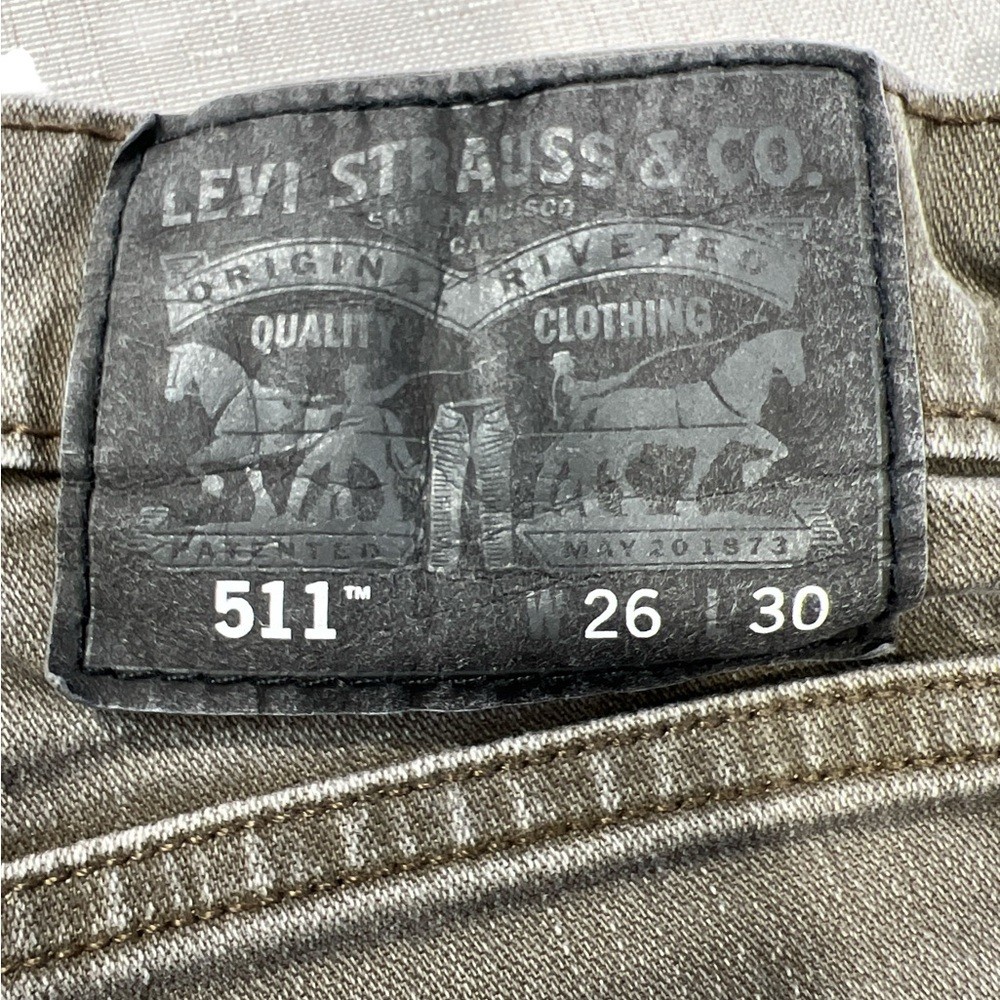 LEVI STRAUSS & CO.
SAN FRANCISCO
CAL
ORIGINAL RIVETED
QUALITY CLOTHING
PATENTED MAY 20 1873
511™ W 26 L 30